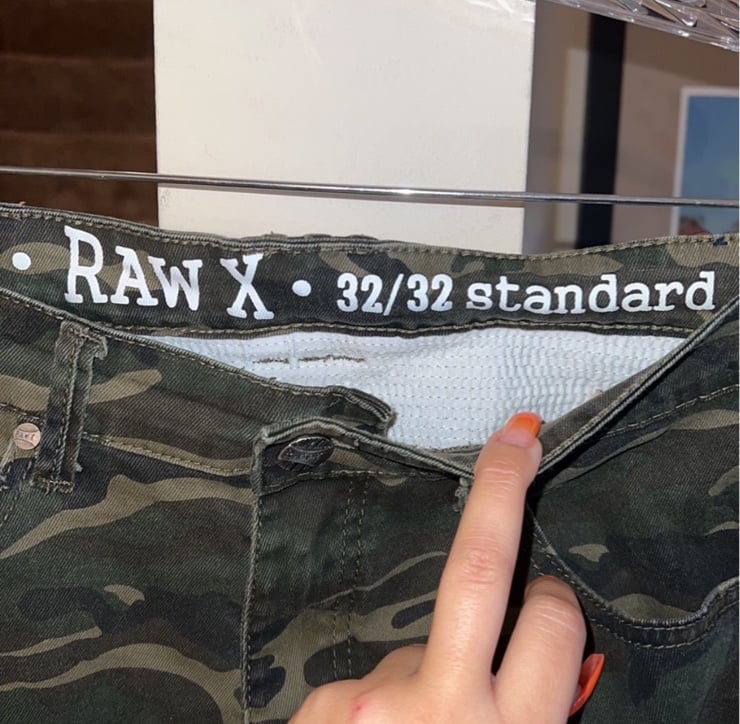 • RAW X • 32/32 standard